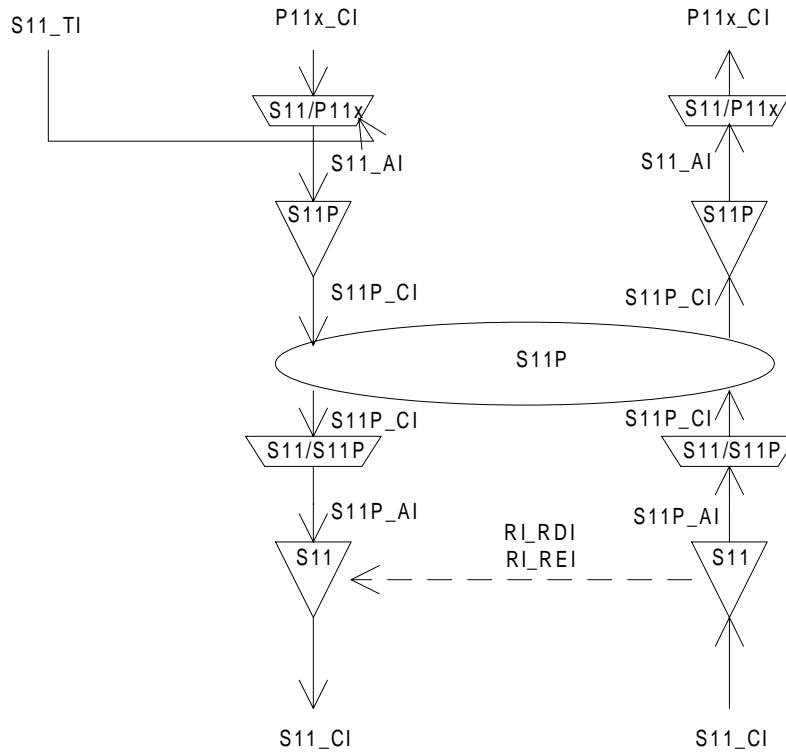 S11_TI
P11x_CI
P11x_CI
S11/P11x
S11/P11x
S11_AI
S11_AI
S11P
S11P
S11P_CI
S11P_CI
S11P
S11P_CI
S11P_CI
S11/S11P
S11/S11P
S11P_AI
S11P_AI
RI_RDI
RI_REI
S11
S11
S11_CI
S11_CI